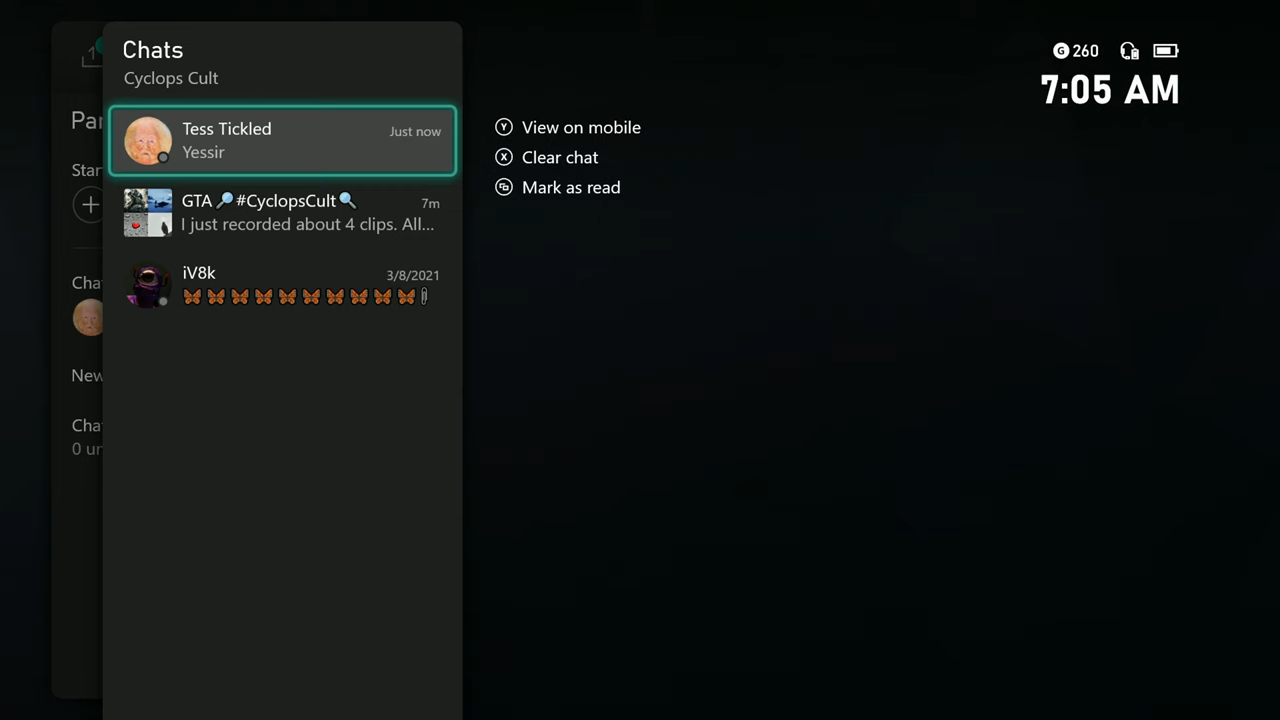 Chats
Cyclops Cult
Tess Tickled
Just now
Yessir
GTA 🔎#CyclopsCult🔍
7m
I just recorded about 4 clips. All...
iV8k
3/8/2021
🦋🦋🦋🦋🦋🦋🦋🦋🦋🦋
Par
Star
Cha
New
Cha
0 ur
Y View on mobile
X Clear chat
Mark as read
G 260
7:05 AM